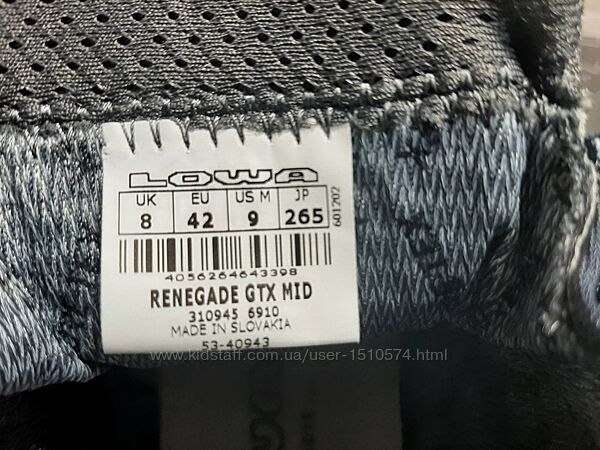 LOWA
UK EU US M JP
8 42 9 265
601202
4056264643398
RENEGADE GTX MID
310945 6910
MADE IN SLOVAKIA
53-40943
www.kidstaff.com.ua/user-1510574.html